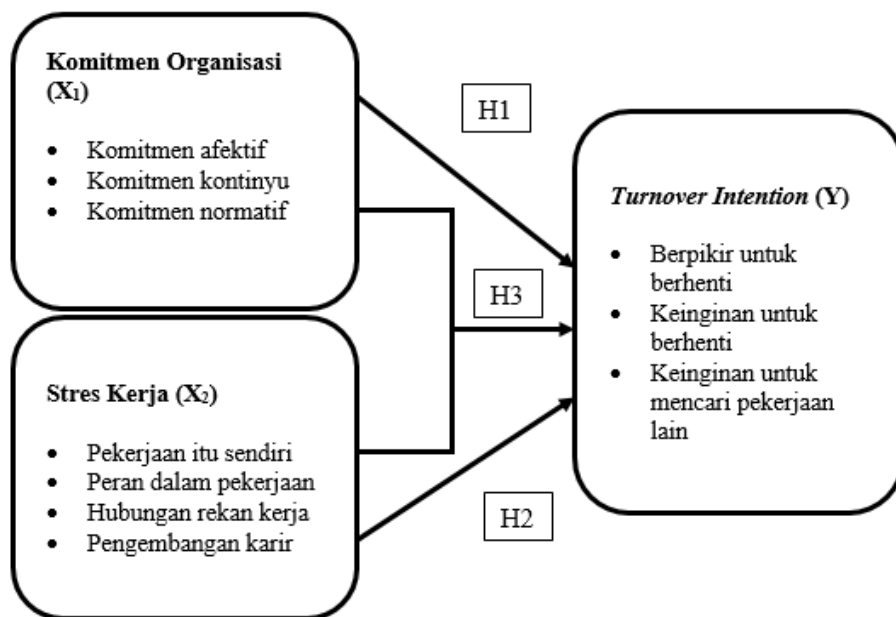 Komitmen Organisasi
(X₁)
• Komitmen afektif
• Komitmen kontinyu
• Komitmen normatif
H1
Turnover Intention (Y)
• Berpikir untuk
berhenti
• Keinginan untuk
berhenti
• Keinginan untuk
mencari pekerjaan
lain
H3
Stres Kerja (X₂)
• Pekerjaan itu sendiri
• Peran dalam pekerjaan
• Hubungan rekan kerja
• Pengembangan karir
H2